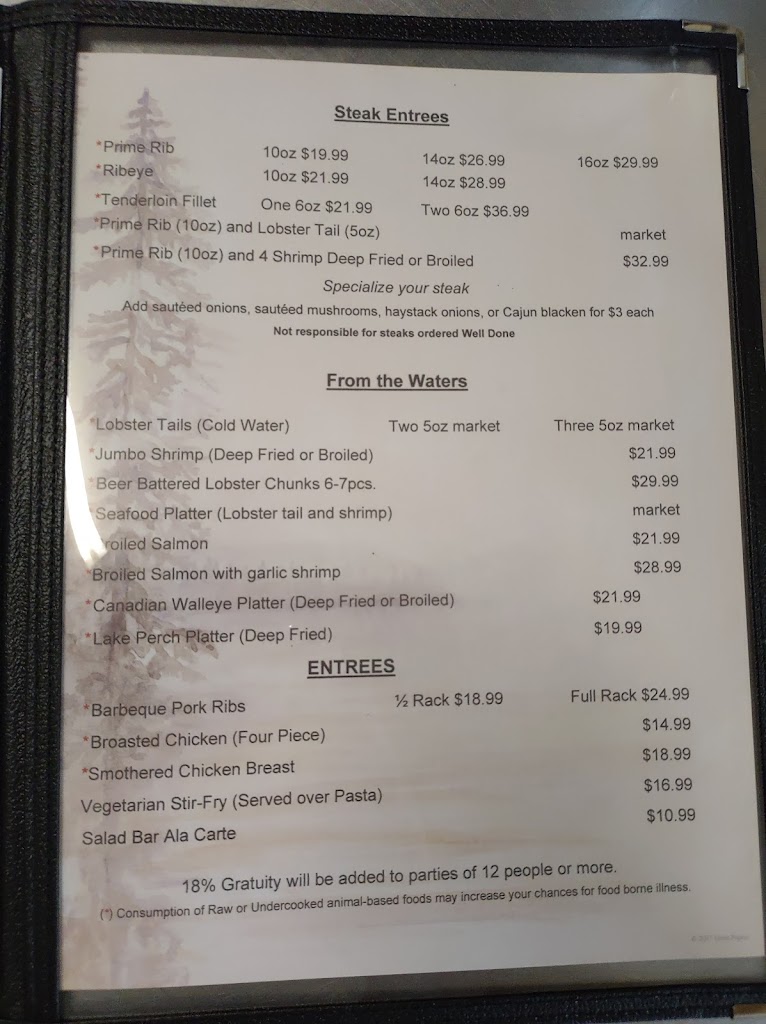 Steak Entrees
*Prime Rib 10oz $19.99 14oz $26.99 16oz $29.99
*Ribeye 10oz $21.99 14oz $28.99
*Tenderloin Fillet One 6oz $21.99 Two 6oz $36.99
*Prime Rib (10oz) and Lobster Tail (5oz) market
*Prime Rib (10oz) and 4 Shrimp Deep Fried or Broiled $32.99
Specialize your steak
Add sautéed onions, sautéed mushrooms, haystack onions, or Cajun blacken for $3 each
Not responsible for steaks ordered Well Done
From the Waters
*Lobster Tails (Cold Water) Two 5oz market Three 5oz market
*Jumbo Shrimp (Deep Fried or Broiled) $21.99
*Beer Battered Lobster Chunks 6-7pcs. $29.99
*Seafood Platter (Lobster tail and shrimp) market
roiled Salmon $21.99
*Broiled Salmon with garlic shrimp $28.99
*Canadian Walleye Platter (Deep Fried or Broiled) $21.99
*Lake Perch Platter (Deep Fried) $19.99
ENTREES
*Barbeque Pork Ribs ½ Rack $18.99 Full Rack $24.99
*Broasted Chicken (Four Piece) $14.99
*Smothered Chicken Breast $18.99
Vegetarian Stir-Fry (Served over Pasta) $16.99
Salad Bar Ala Carte $10.99
18% Gratuity will be added to parties of 12 people or more.
(*) Consumption of Raw or Undercooked animal-based foods may increase your chances for food borne illness.